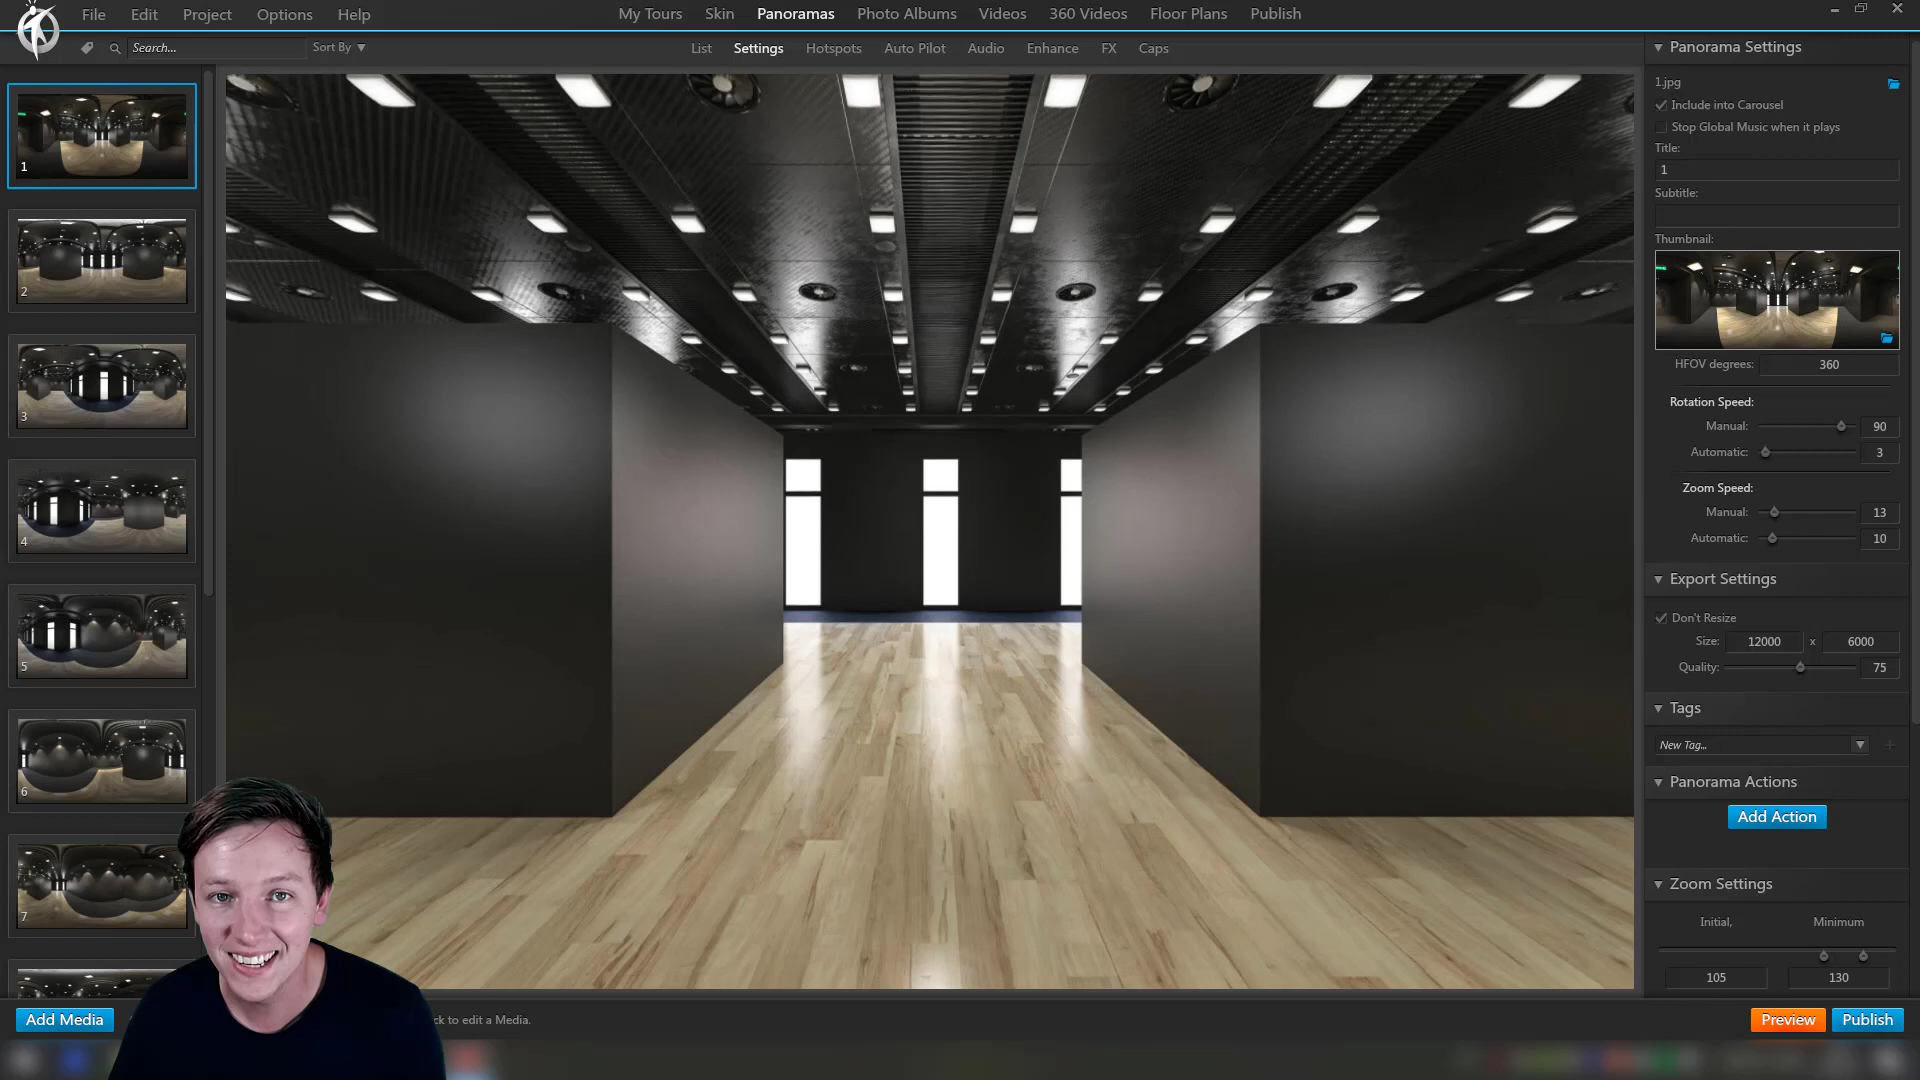 File Edit Project Options Help
My Tours Skin Panoramas Photo Albums Videos 360 Videos Floor Plans Publish
Search... Sort By
List Settings Hotspots Auto Pilot Audio Enhance FX Caps
1
2
3
4
5
6
7
Panorama Settings
1.jpg
Include into Carousel
Stop Global Music when it plays
Title:
1
Subtitle:
Thumbnail:
HFOV degrees: 360
Rotation Speed:
Manual: 90
Automatic: 3
Zoom Speed:
Manual: 13
Automatic: 10
Export Settings
Don't Resize
Size: 12000 x 6000
Quality: 75
Tags
New Tag...
Panorama Actions
Add Action
Zoom Settings
Initial, Minimum
105 130
Add Media
to edit a Media.
Preview Publish